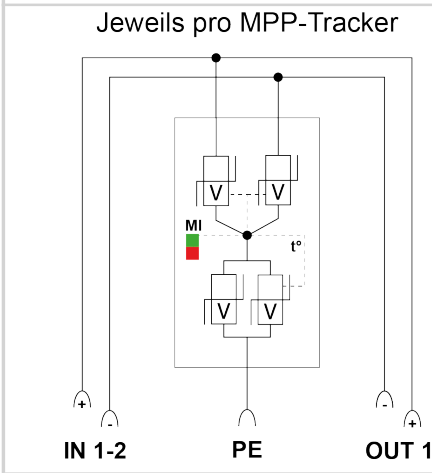 Jeweils pro MPP-Tracker
V V
MI
t°
V V
+ - - +
IN 1-2 PE OUT 1